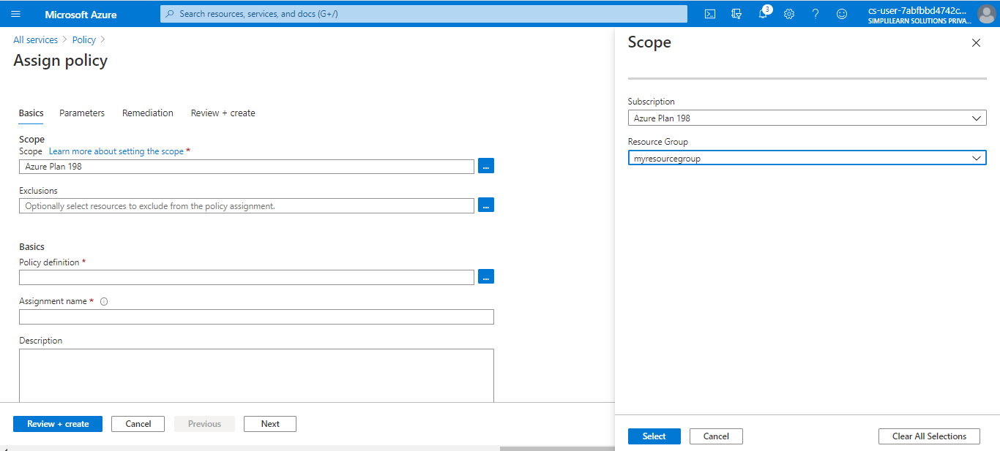 Microsoft Azure
Search resources, services, and docs (G+/)
3
cs-user-7abfbbd4742c...
SIMPLILEARN SOLUTIONS PRIVA...
All services > Policy >
Assign policy
Basics Parameters Remediation Review + create
Scope
Scope Learn more about setting the scope *
Azure Plan 198
...
Exclusions
Optionally select resources to exclude from the policy assignment.
...
Basics
Policy definition *
...
Assignment name *
Description
Review + create Cancel Previous Next
Scope
Subscription
Azure Plan 198
Resource Group
myresourcegroup
Select Cancel Clear All Selections